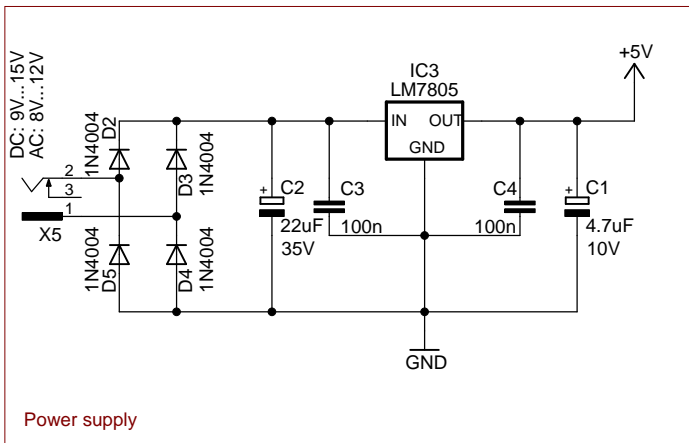 DC: 9V...15V
AC: 8V...12V
2
3
1
X5
D2
1N4004
D3
1N4004
1N4004
D5
1N4004
D4
+
C2
22uF
35V
C3
100n
IC3
LM7805
IN
OUT
GND
C4
100n
+
C1
4.7uF
10V
+5V
GND
Power supply